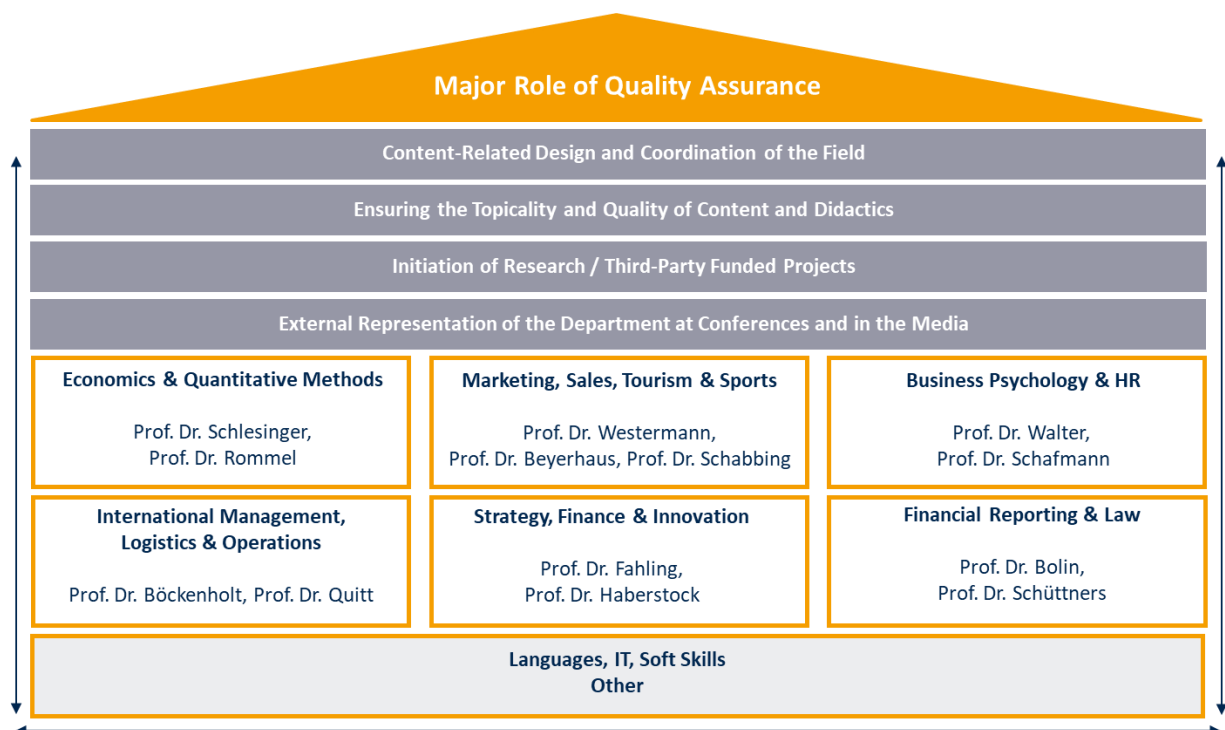 Major Role of Quality Assurance
Content-Related Design and Coordination of the Field
Ensuring the Topicality and Quality of Content and Didactics
Initiation of Research / Third-Party Funded Projects
External Representation of the Department at Conferences and in the Media
Economics & Quantitative Methods
Prof. Dr. Schlesinger,
Prof. Dr. Rommel
Marketing, Sales, Tourism & Sports
Prof. Dr. Westermann,
Prof. Dr. Beyerhaus, Prof. Dr. Schabbing
Business Psychology & HR
Prof. Dr. Walter,
Prof. Dr. Schafmann
International Management,
Logistics & Operations
Prof. Dr. Böckenholt, Prof. Dr. Quitt
Strategy, Finance & Innovation
Prof. Dr. Fahling,
Prof. Dr. Haberstock
Financial Reporting & Law
Prof. Dr. Bolin,
Prof. Dr. Schüttners
Languages, IT, Soft Skills
Other